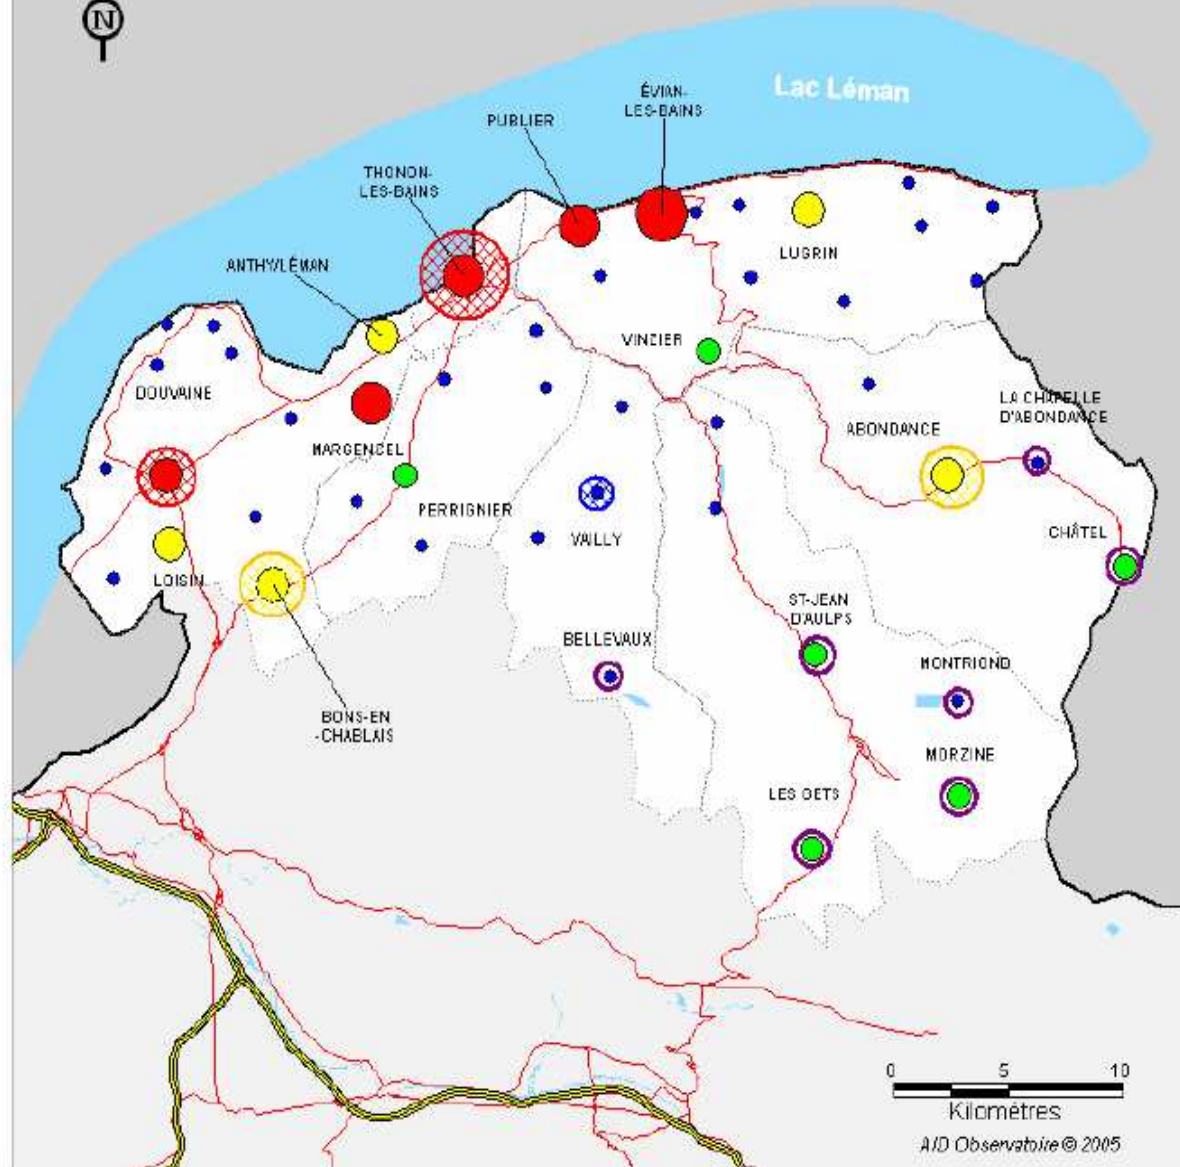 N
Lac Léman
ÉVIAN-
LES-BAINS
PUBLIER
THONON-
LES-BAINS
ANTHY/LÉMAN
LUGRIN
VINZIER
DOUVAINE
LA CHAPELLE
D'ABONDANCE
ABONDANCE
MARGENCEL
PERRIGNIER
VAILLY
CHÂTEL
LOISIN
ST-JEAN
D'AULPS
BELLEVAUX
MONTRIOND
BONS-EN
-CHABLAIS
MORZINE
LES GETS
0 5 10
Kilomètres
AID Observatoire © 2005